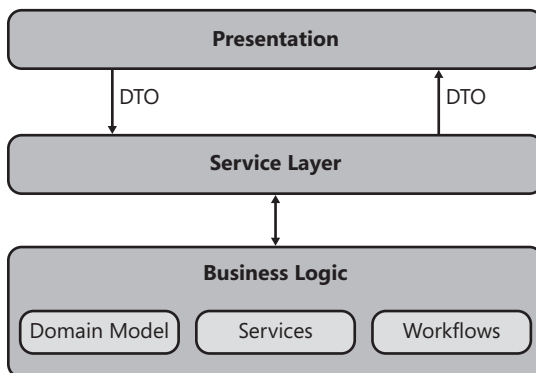 Presentation
DTO
DTO
Service Layer
Business Logic
Domain Model
Services
Workflows